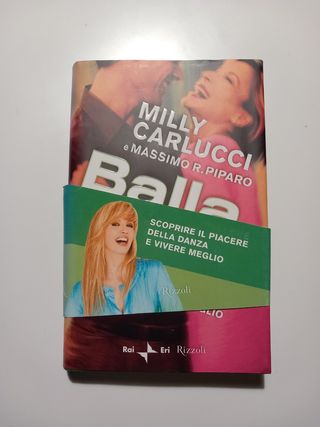 MILLY
CARLUCCI
e MASSIMO R. PIPARO
Balla
SCOPRIRE IL PIACERE
DELLA DANZA
E VIVERE MEGLIO
Rizzoli
Rai Eri Rizzoli